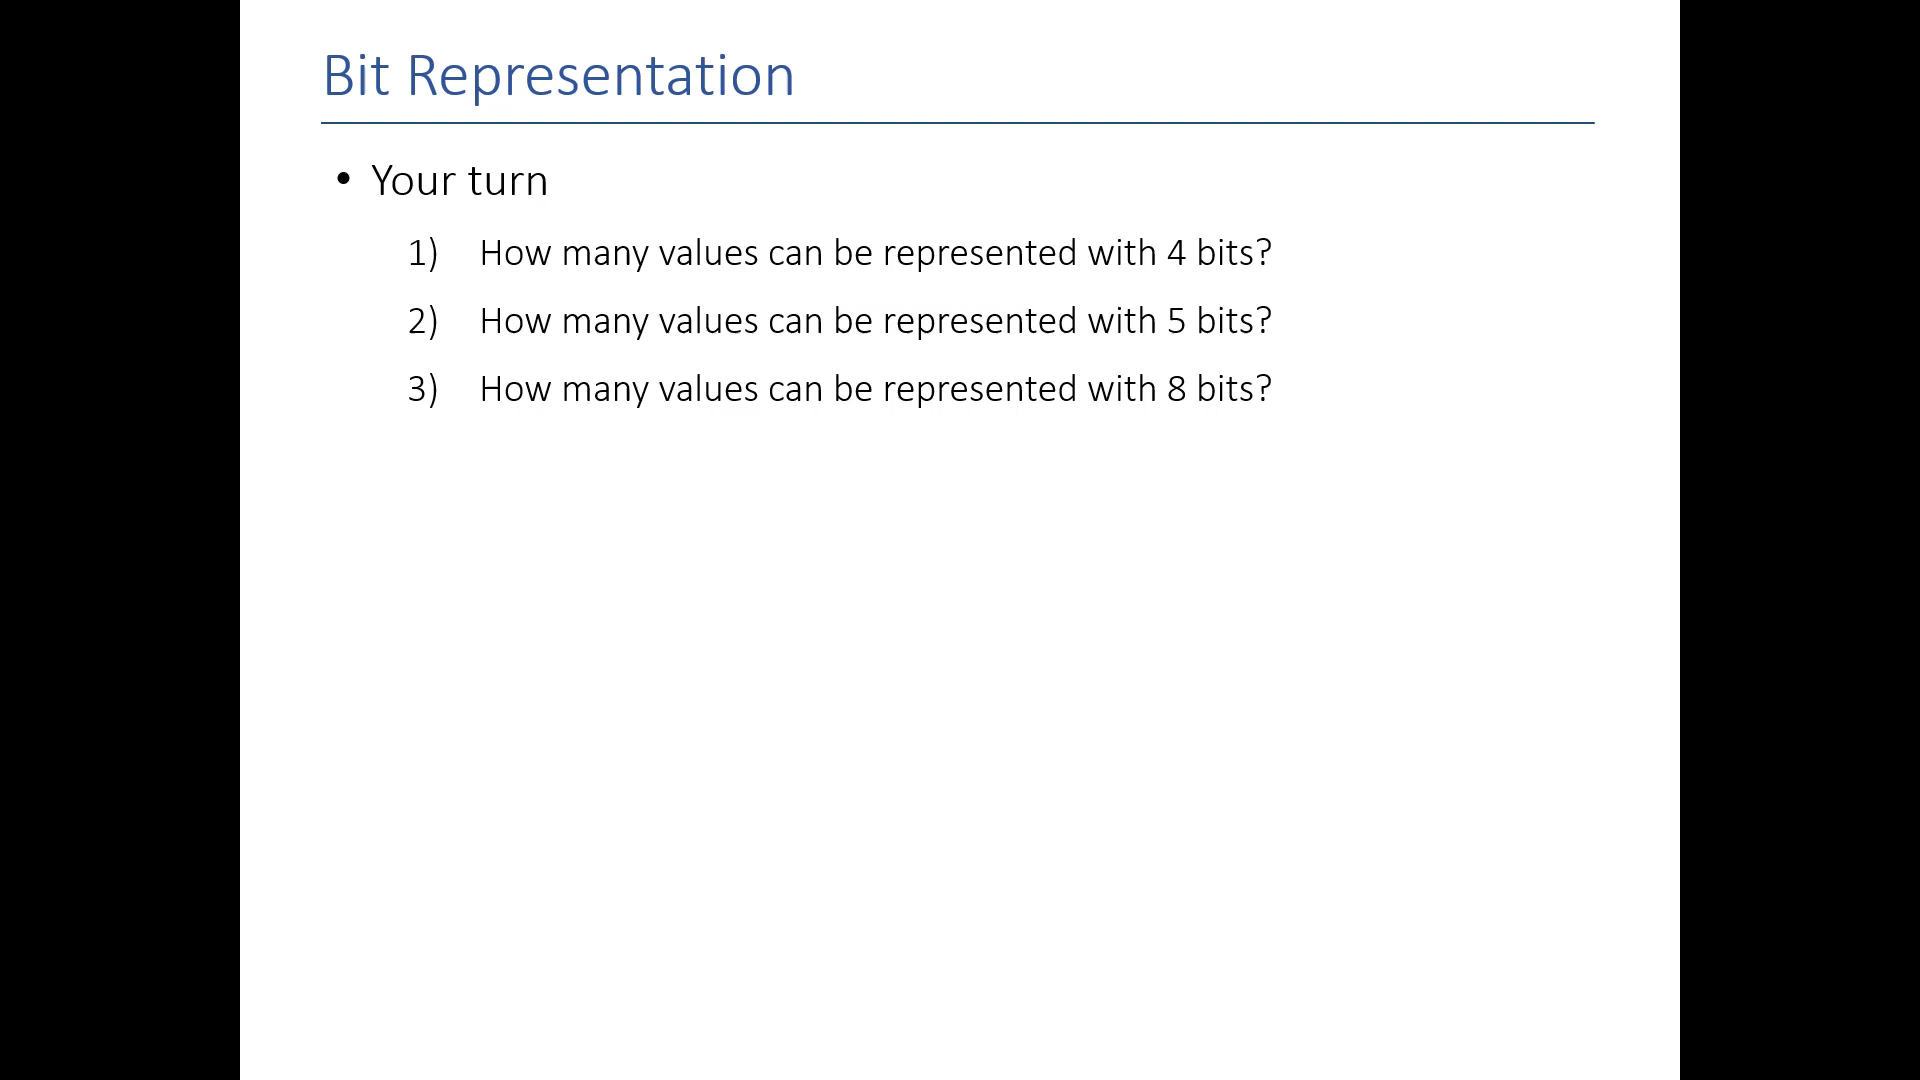 Bit Representation
• Your turn
1) How many values can be represented with 4 bits?
2) How many values can be represented with 5 bits?
3) How many values can be represented with 8 bits?